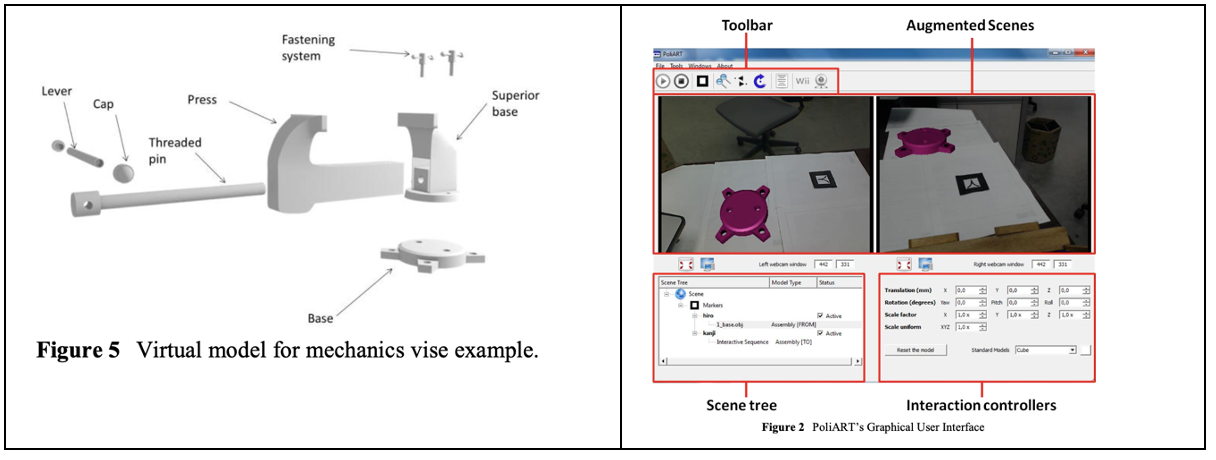 Fastening
system
Lever
Cap
Press
Superior
base
Threaded
pin
Base
Figure 5 Virtual model for mechanics vise example.
Toolbar
Augmented Scenes
PoliART
File Tools Windows About
Wii
Left webcam window 442 331
Right webcam window 442 331
Scene Tree Model Type Status
Scene
Markers
hiro Active
1_base.obj Assembly [FROM]
kanji Active
Interactive Sequence Assembly [TO]
Translation (mm) X 0,0 Y 0,0 Z 0,0
Rotation (degrees) Yaw 0,0 Pitch 0,0 Roll 0,0
Scale factor X 1,0 x Y 1,0 x Z 1,0 x
Scale uniform XYZ 1,0 x
Reset the model Standard Models Cube
Scene tree
Interaction controllers
Figure 2 PoliART's Graphical User Interface